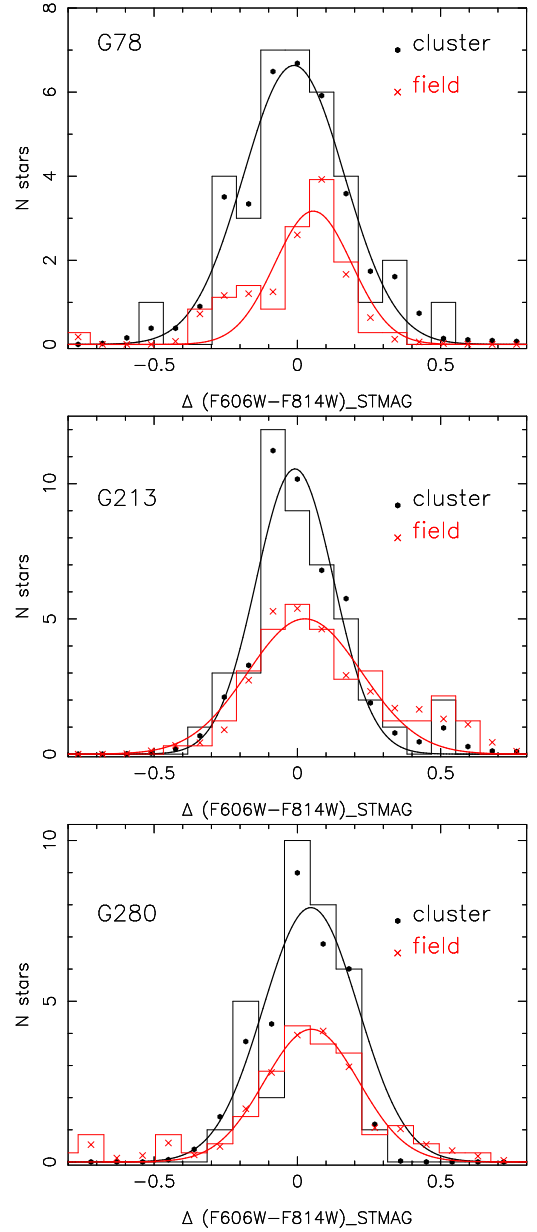 8
G78
cluster
field
6
4
2
0
N stars
−0.5 0 0.5
Δ (F606W−F814W)_STMAG
G213
cluster
field
10
5
0
N stars
−0.5 0 0.5
Δ (F606W−F814W)_STMAG
10
G280
cluster
field
5
0
N stars
−0.5 0 0.5
Δ (F606W−F814W)_STMAG